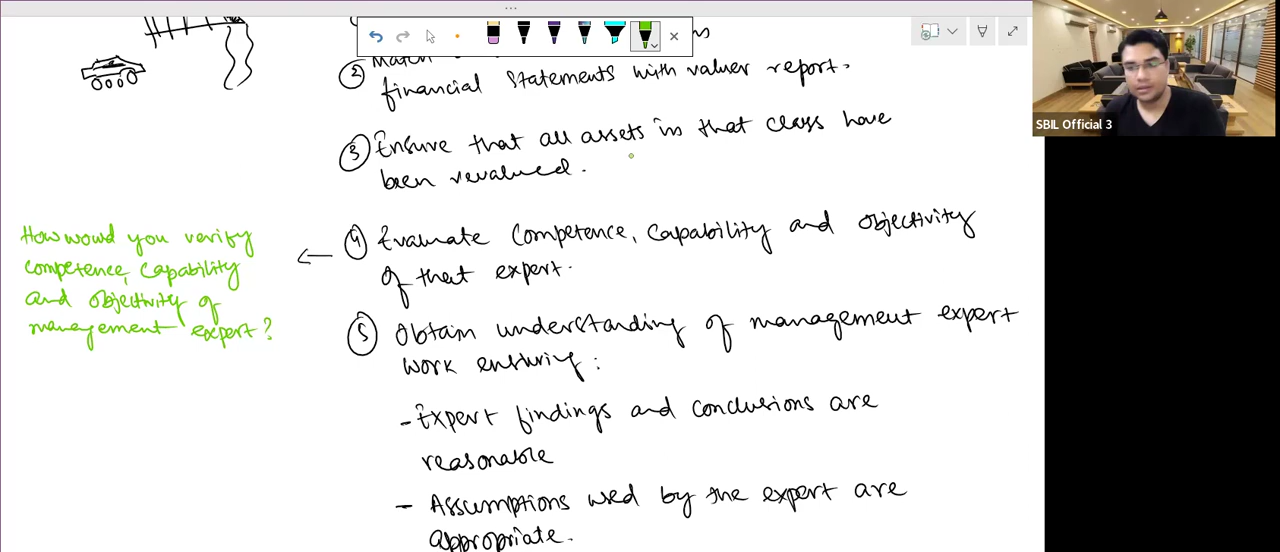 ② Match
financial statements with valuer report.
③ Ensure that all assets in that class have
been revalued.
④ Evaluate Competence, Capability and objectivity
of that expert.
How would you verify
competence, capability
and objectivity of
management expert?
⑤ Obtain understanding of management expert
work ensuring:
- Expert findings and conclusions are
reasonable
- Assumptions used by the expert are
appropriate.
SBIL Official 3